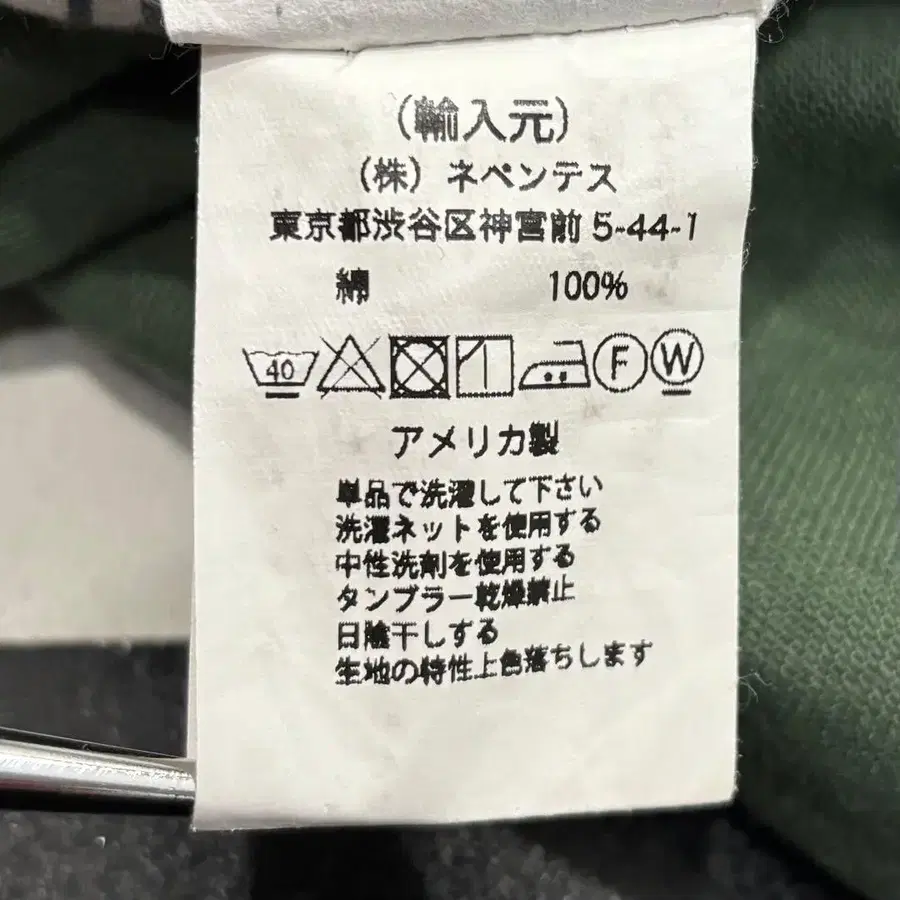 (輸入元)
(株) ネペンテス
東京都渋谷区神宮前 5-44-1
綿 100%
40 F W
アメリカ製
単品で洗濯して下さい
洗濯ネットを使用する
中性洗剤を使用する
タンブラー乾燥禁止
日陰干しする
生地の特性上色落ちします